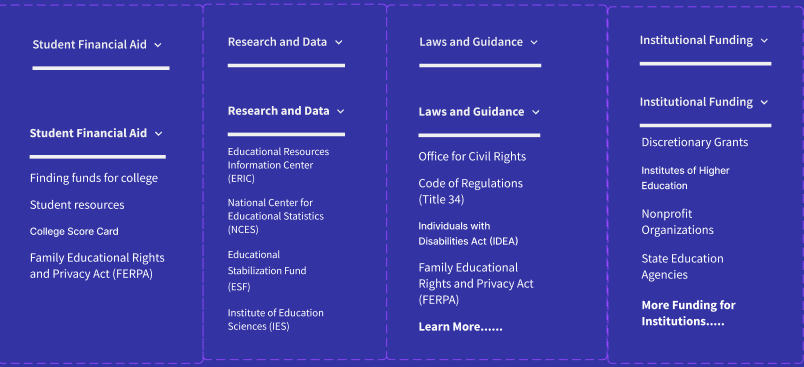 Student Financial Aid
Student Financial Aid
Finding funds for college
Student resources
College Score Card
Family Educational Rights
and Privacy Act (FERPA)
Research and Data
Research and Data
Educational Resources
Information Center
(ERIC)
National Center for
Educational Statistics
(NCES)
Educational
Stabilization Fund
(ESF)
Institute of Education
Sciences (IES)
Laws and Guidance
Laws and Guidance
Office for Civil Rights
Code of Regulations
(Title 34)
Individuals with
Disabilities Act (IDEA)
Family Educational
Rights and Privacy Act
(FERPA)
Learn More......
Institutional Funding
Institutional Funding
Discretionary Grants
Institutes of Higher
Education
Nonprofit
Organizations
State Education
Agencies
More Funding for
Institutions.....